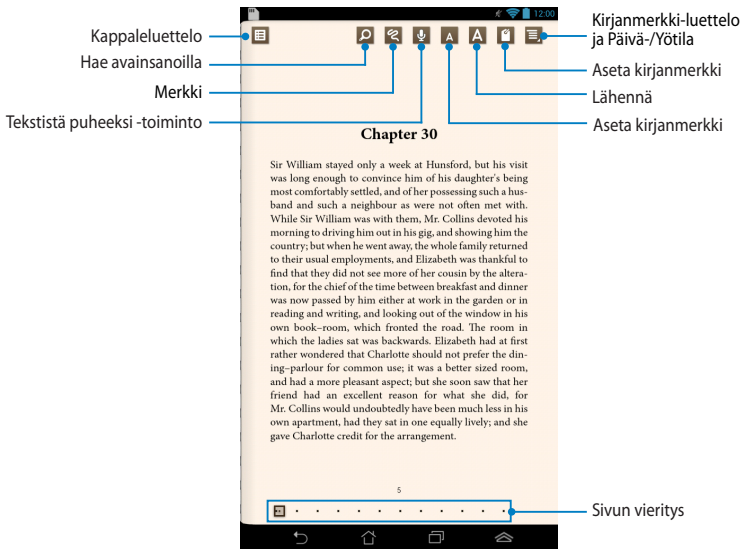 12:00
Kappaleluettelo
Hae avainsanoilla
Merkki
Tekstistä puheeksi -toiminto
Kirjanmerkki-luettelo
ja Päivä-/Yötila
Aseta kirjanmerkki
Lähennä
Aseta kirjanmerkki
A
A
Chapter 30
Sir William stayed only a week at Hunsford, but his visit
was long enough to convince him of his daughter's being
most comfortably settled, and of her possessing such a hus-
band and such a neighbour as were not often met with.
While Sir William was with them, Mr. Collins devoted his
morning to driving him out in his gig, and showing him the
country; but when he went away, the whole family returned
to their usual employments, and Elizabeth was thankful to
find that they did not see more of her cousin by the altera-
tion, for the chief of the time between breakfast and dinner
was now passed by him either at work in the garden or in
reading and writing, and looking out of the window in his
own book–room, which fronted the road. The room in
which the ladies sat was backwards. Elizabeth had at first
rather wondered that Charlotte should not prefer the din-
ing–parlour for common use; it was a better sized room,
and had a more pleasant aspect; but she soon saw that her
friend had an excellent reason for what she did, for
Mr. Collins would undoubtedly have been much less in his
own apartment, had they sat in one equally lively; and she
gave Charlotte credit for the arrangement.
5
Sivun vieritys